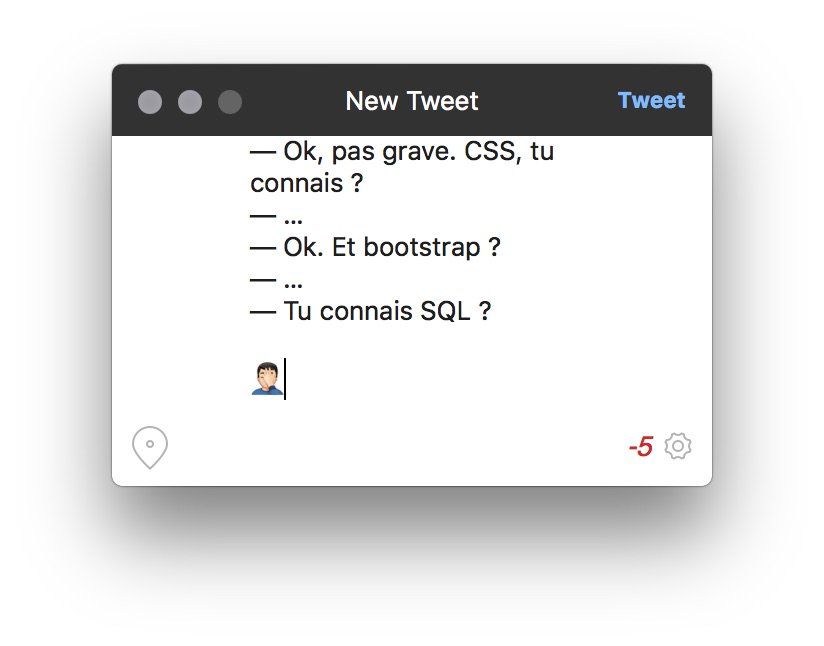 New Tweet
Tweet
— Ok, pas grave. CSS, tu
connais ?
— ...
— Ok. Et bootstrap ?
— ...
— Tu connais SQL ?
🤦🏻‍♂️
-5